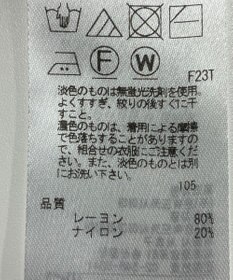 F
W
F23T
淡色のものは無蛍光洗剤を使用。
よくすすぎ、絞りの後すぐに干
すこと。
濃色のものは、着用による摩擦
で色落ちすることがありますの
で、組合せの衣服にご注意くだ
さい。また、淡色のものとは別
にお洗い下さい。
105
品質
レーヨン 80%
ナイロン 20%